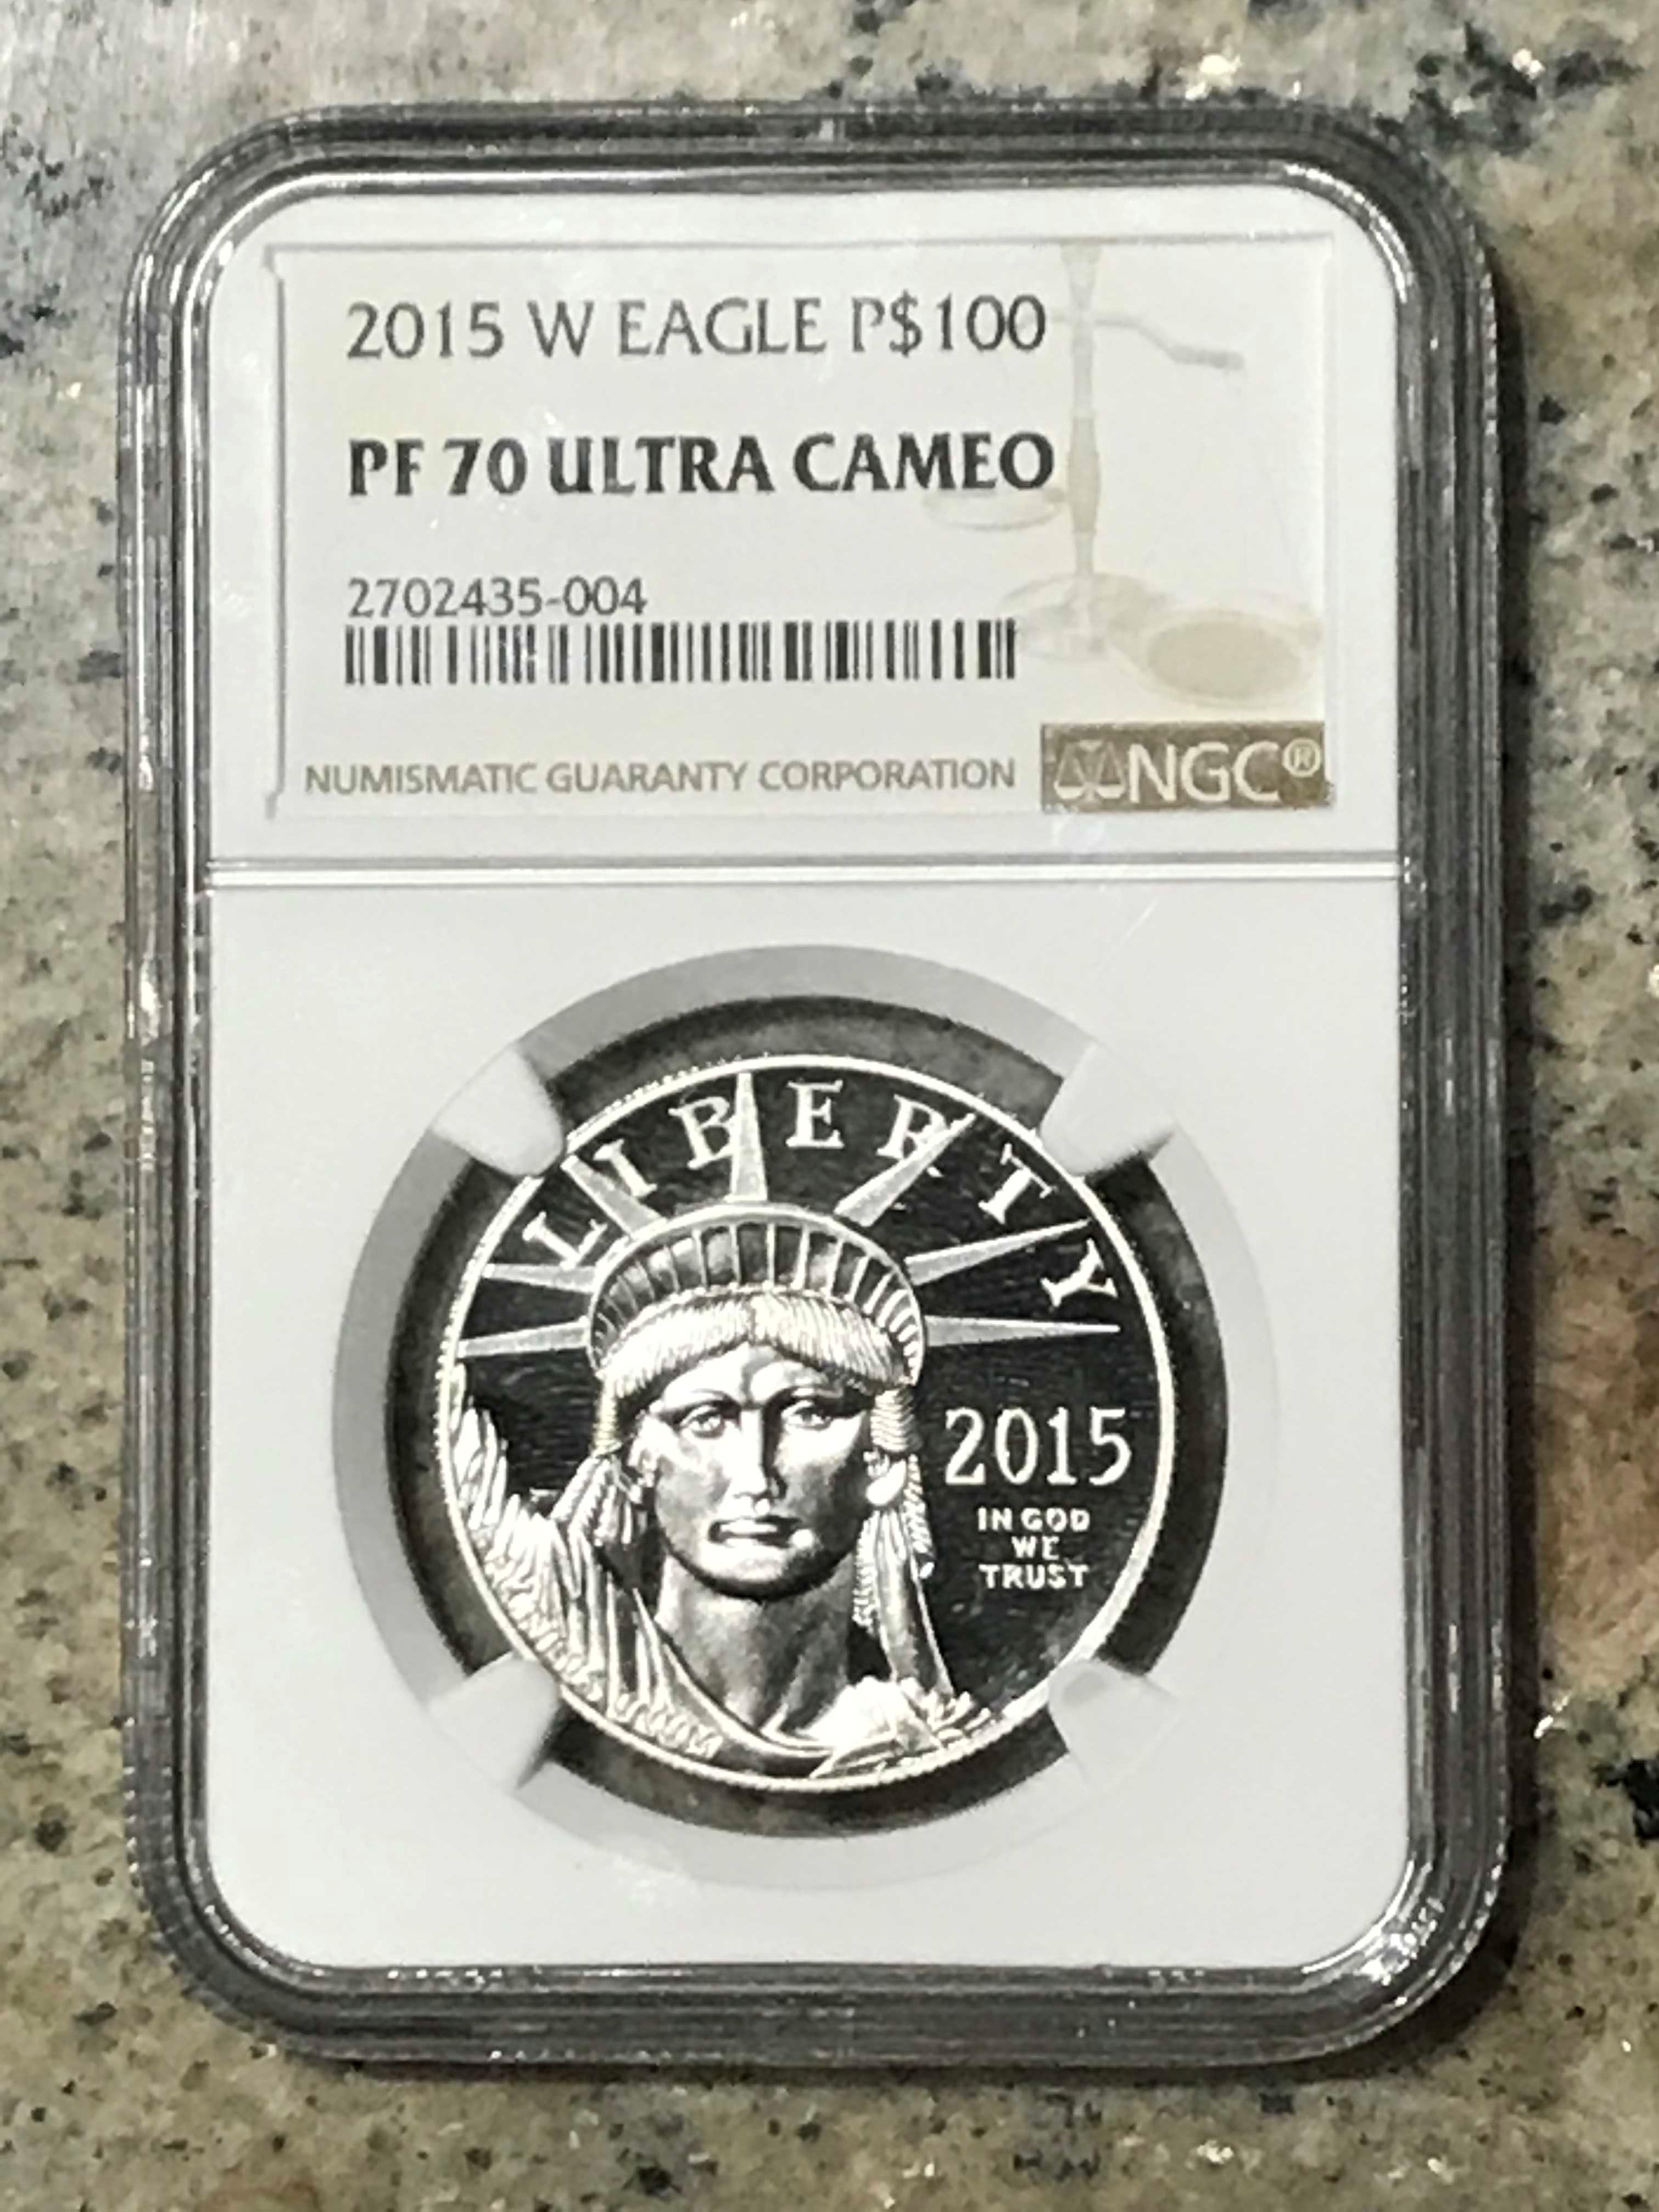 2015 W EAGLE P$100
PF 70 ULTRA CAMEO
2702435-004
NUMISMATIC GUARANTY CORPORATION
NGC®
LIBERTY
2015
IN GOD
WE
TRUST